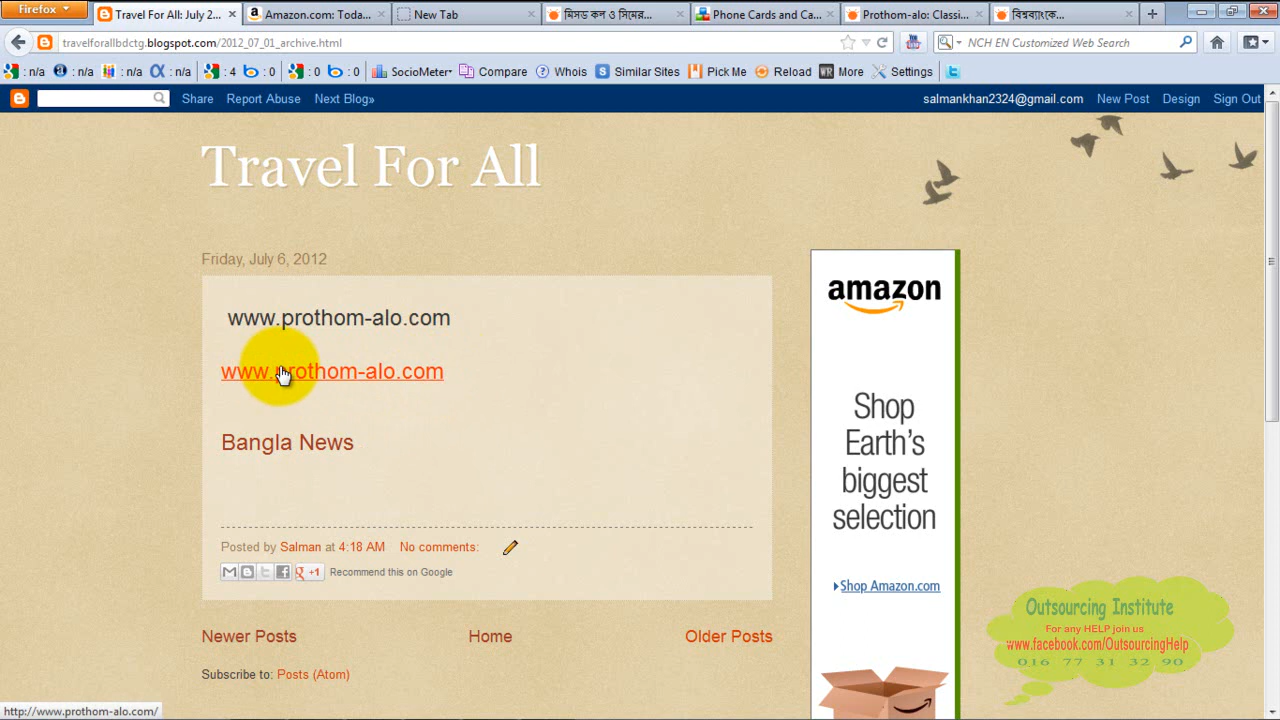 Firefox
Travel For All: July 2...
Amazon.com: Toda...
New Tab
মিসড কল ও সিমের...
Phone Cards and Ca...
Prothom-alo: Classi...
বিশ্বব্যাংকে...
travelforallbdctg.blogspot.com/2012_07_01_archive.html
NCH EN Customized Web Search
: n/a : n/a : n/a : n/a : 4 : 0 : 0 : 0 SocioMeter Compare Whois Similar Sites Pick Me Reload More Settings
Share Report Abuse Next Blog» salmankhan2324@gmail.com New Post Design Sign Out
Travel For All
Friday, July 6, 2012
www.prothom-alo.com
www.prothom-alo.com
Bangla News
Posted by Salman at 4:18 AM No comments:
+1 Recommend this on Google
Newer Posts Home Older Posts
Subscribe to: Posts (Atom)
amazon
Shop
Earth's
biggest
selection
Shop Amazon.com
Outsourcing Institute
For any HELP join us
www.facebook.com/OutsourcingHelp
016 77 31 32 90
http://www.prothom-alo.com/